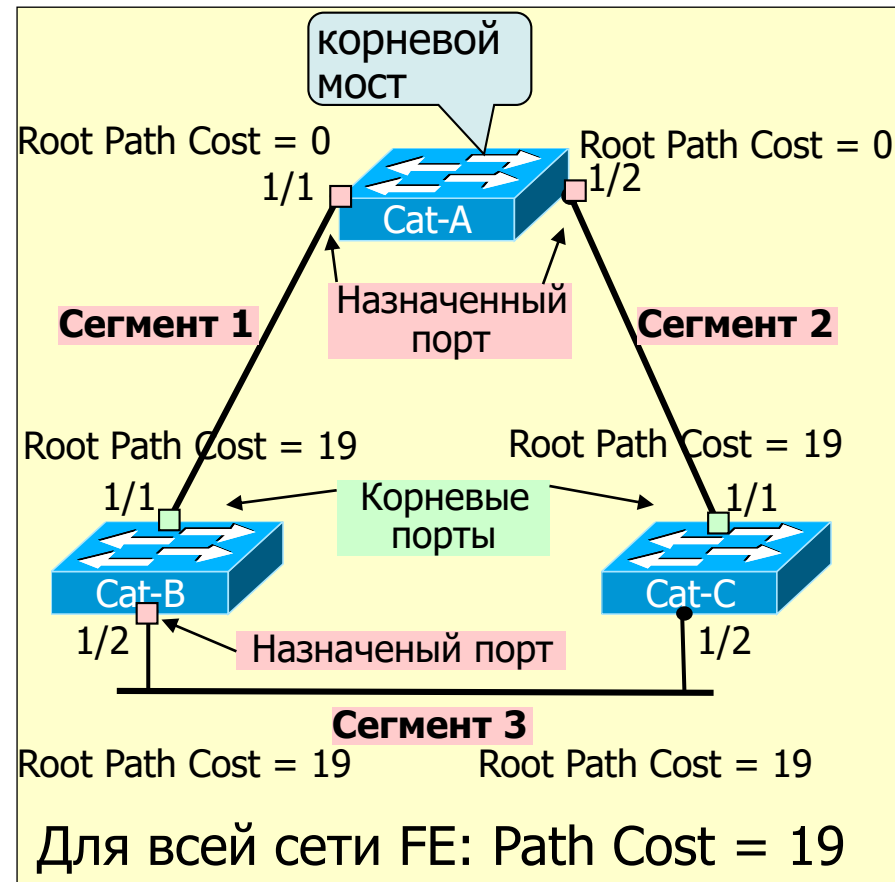 корневой
мост
Root Path Cost = 0
Root Path Cost = 0
1/1
1/2
Cat-A
Назначенный
порт
Сегмент 1
Сегмент 2
Root Path Cost = 19
Root Path Cost = 19
1/1
Корневые
порты
1/1
Cat-B
Cat-C
1/2
Назначеный порт
1/2
Сегмент 3
Root Path Cost = 19
Root Path Cost = 19
Для всей сети FE: Path Cost = 19